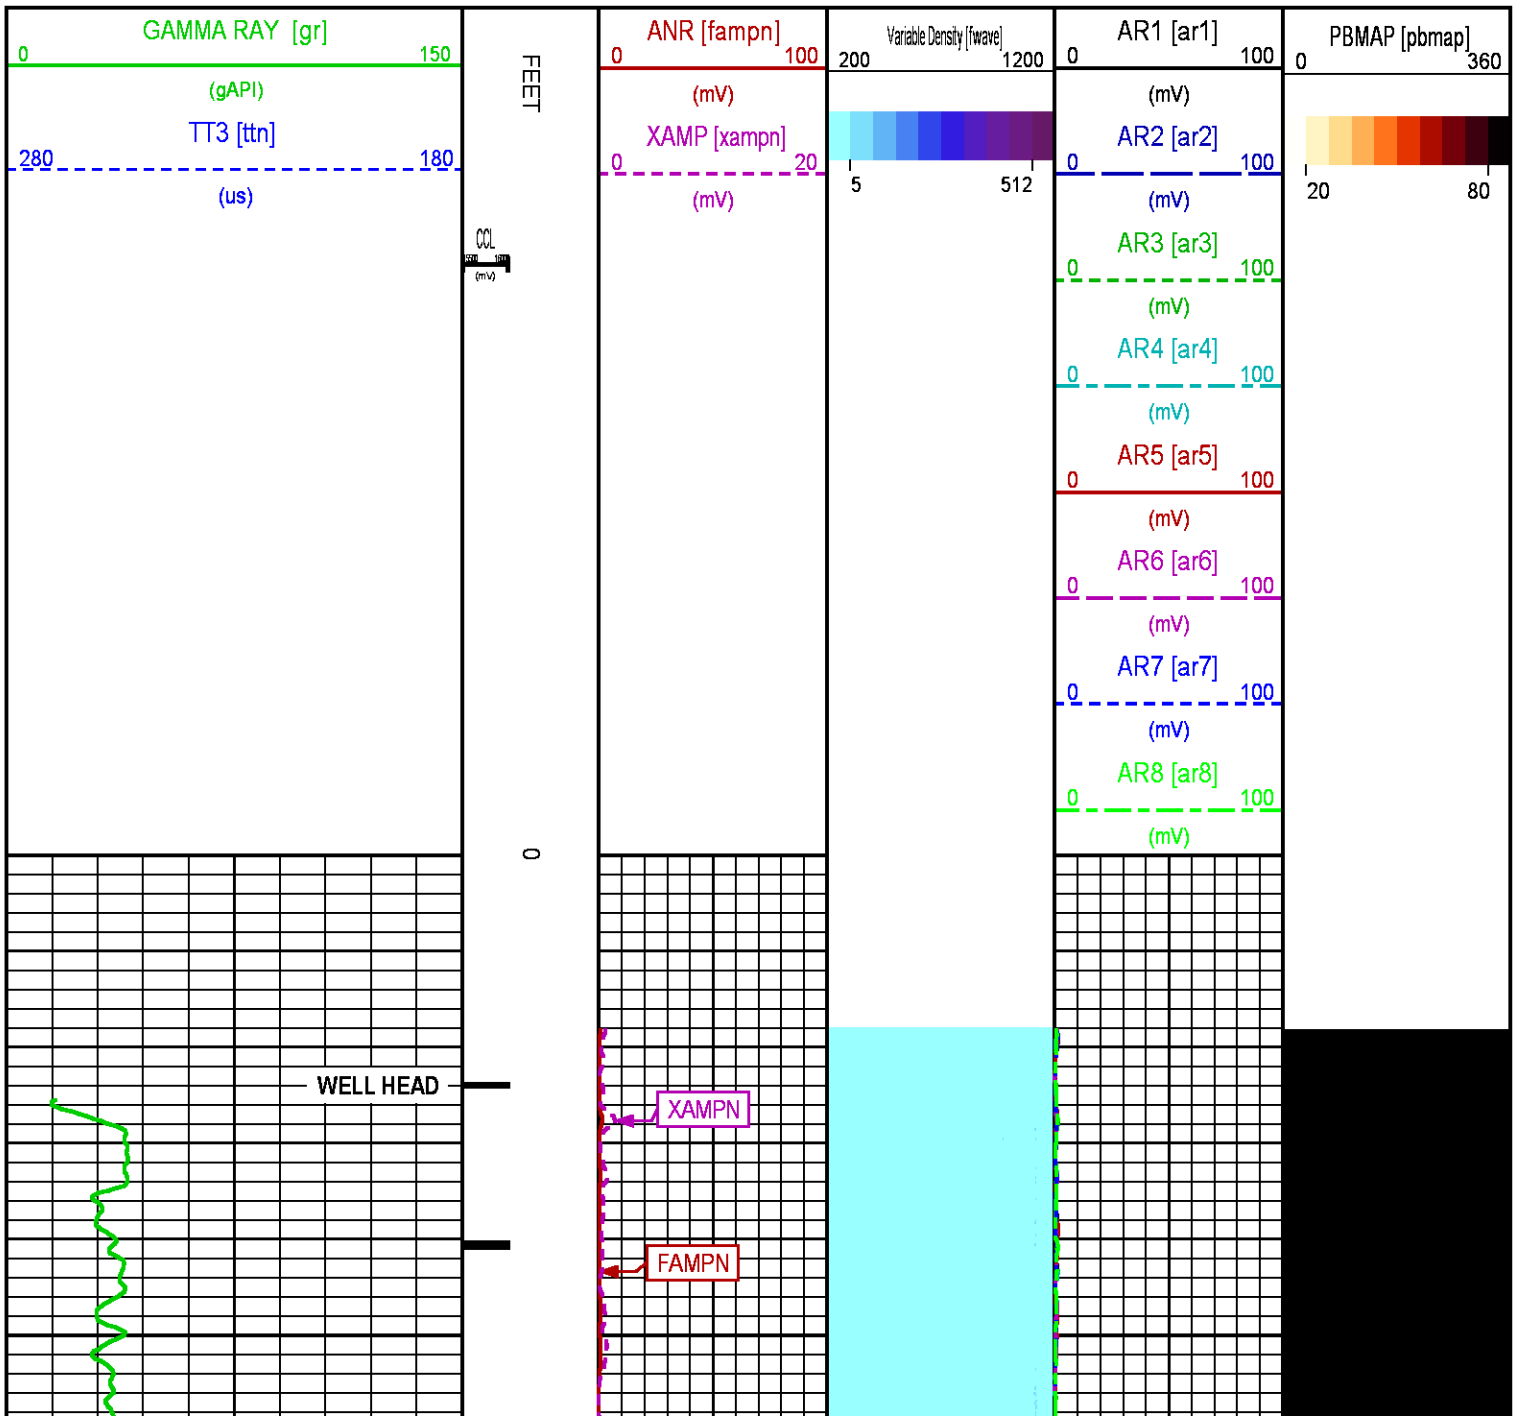 GAMMA RAY [gr]
0 150
(gAPI)
TT3 [ttn]
280 180
(us)
FEET
CCL
(mV)
ANR [fampn]
0 100
(mV)
XAMP [xampn]
0 20
(mV)
Variable Density [fwave]
200 1200
5 512
AR1 [ar1]
0 100
(mV)
AR2 [ar2]
0 100
(mV)
AR3 [ar3]
0 100
(mV)
AR4 [ar4]
0 100
(mV)
AR5 [ar5]
0 100
(mV)
AR6 [ar6]
0 100
(mV)
AR7 [ar7]
0 100
(mV)
AR8 [ar8]
0 100
(mV)
PBMAP [pbmap]
0 360
20 80
0
WELL HEAD
XAMPN
FAMPN